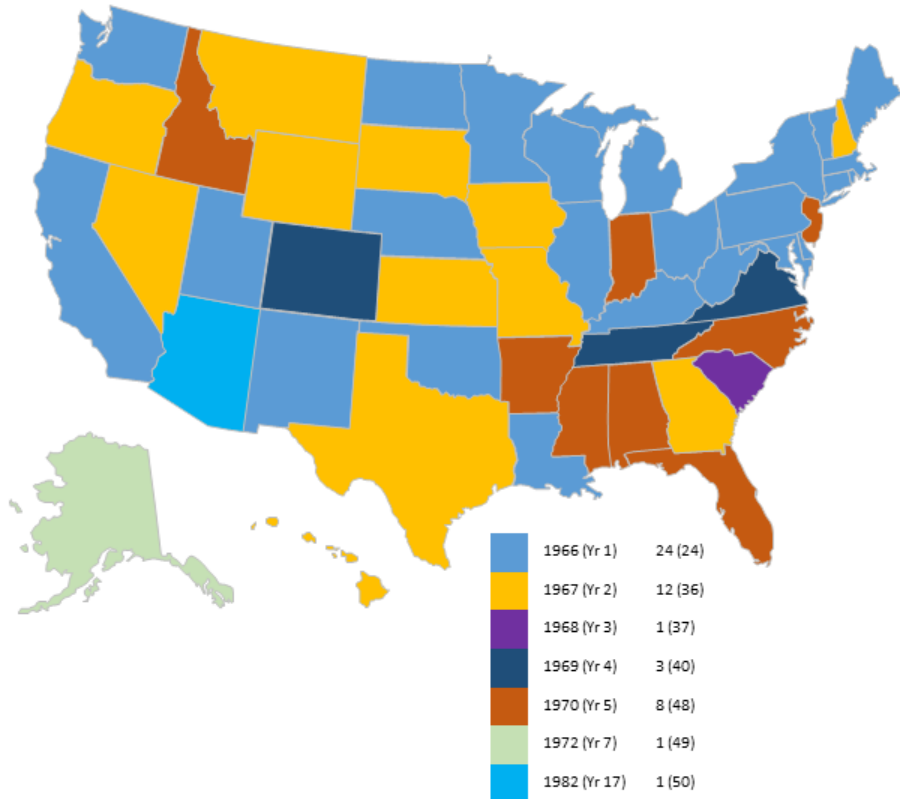 1966 (Yr 1) 24 (24)
1967 (Yr 2) 12 (36)
1968 (Yr 3) 1 (37)
1969 (Yr 4) 3 (40)
1970 (Yr 5) 8 (48)
1972 (Yr 7) 1 (49)
1982 (Yr 17) 1 (50)